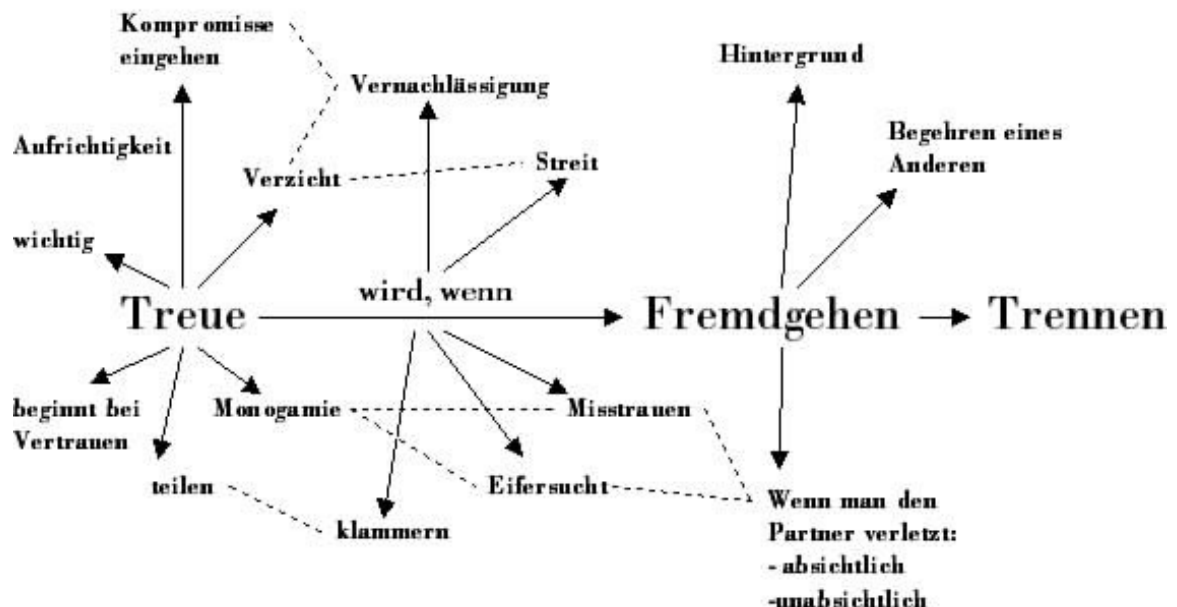 Kompromisse
eingehen
Hintergrund
Vernachlässigung
Begehren eines
Anderen
Aufrichtigkeit
Verzicht
Streit
wichtig
wird, wenn
Treue
Fremdgehen
Trennen
beginnt bei
Vertrauen
Monogamie
Misstrauen
teilen
Eifersucht
klammern
Wenn man den
Partner verletzt:
- absichtlich
-unabsichtlich